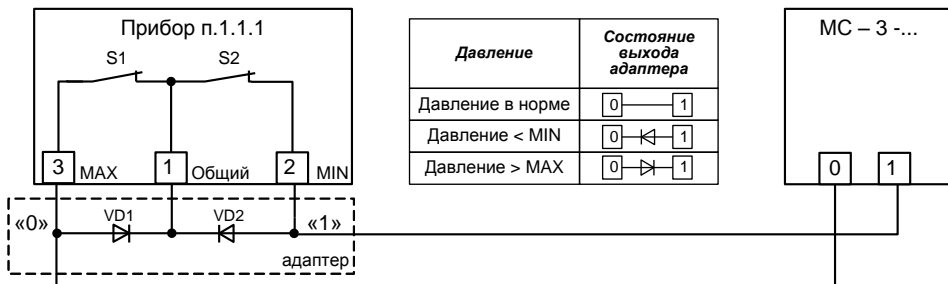 Прибор п.1.1.1
S1
S2
3
MAX
1
Общий
2
MIN
«0»
VD1
VD2
«1»
адаптер
Давление
Состояние
выхода
адаптера
Давление в норме
0
1
Давление < MIN
0
1
Давление > MAX
0
1
МС – 3 -...
0
1